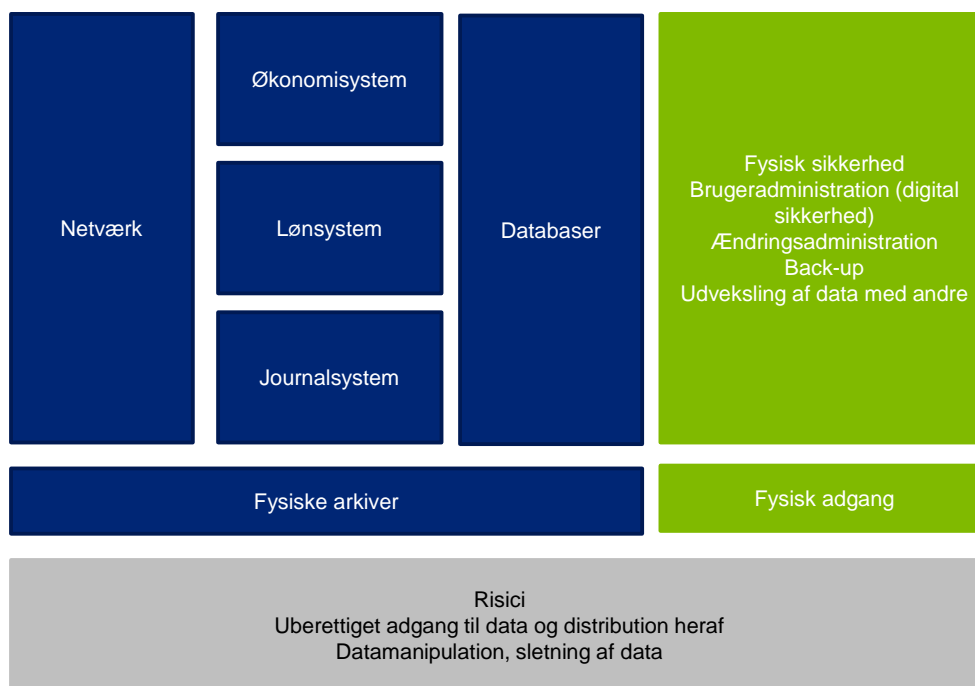 Netværk
Økonomisystem
Lønsystem
Journalsystem
Databaser
Fysisk sikkerhed
Brugeradministration (digital
sikkerhed)
Ændringsadministration
Back-up
Udveksling af data med andre
Fysiske arkiver
Fysisk adgang
Risici
Uberettiget adgang til data og distribution heraf
Datamanipulation, sletning af data